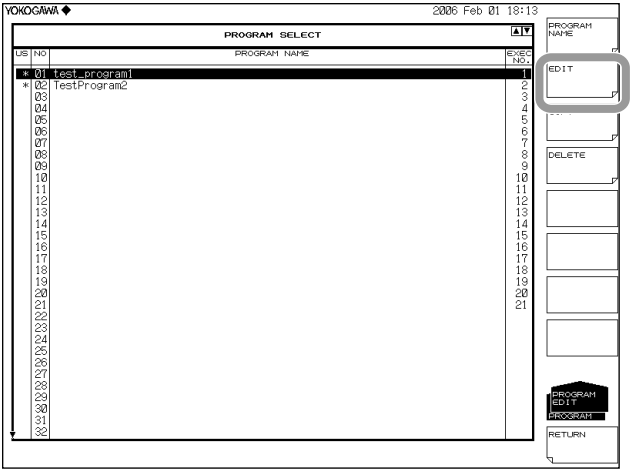 YOKOGAWA◆ 2006 Feb 01 18:13
PROGRAM SELECT
US NO PROGRAM NAME EXEC NO.
* 01 test_program1 1
* 02 TestProgram2 2
03 3
04 4
05 5
06 6
07 7
08 8
09 9
10 10
11 11
12 12
13 13
14 14
15 15
16 16
17 17
18 18
19 19
20 20
21 21
22
23
24
25
26
27
28
29
30
31
32
PROGRAM
NAME
EDIT
DELETE
PROGRAM
EDIT
PROGRAM
RETURN